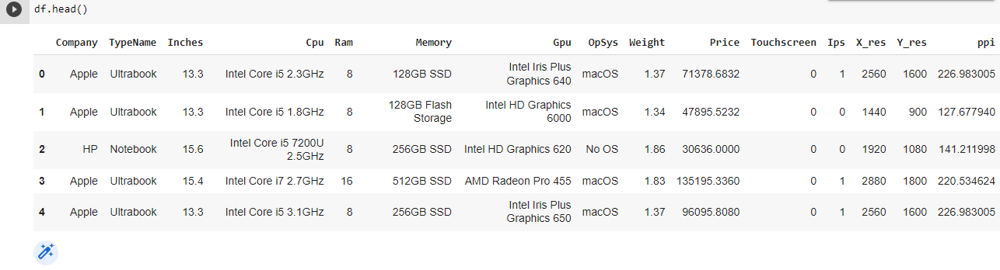 df.head()
Company TypeName Inches Cpu Ram Memory Gpu OpSys Weight Price Touchscreen Ips X_res Y_res ppi
0 Apple Ultrabook 13.3 Intel Core i5 2.3GHz 8 128GB SSD Intel Iris Plus Graphics 640 macOS 1.37 71378.6832 0 1 2560 1600 226.983005
1 Apple Ultrabook 13.3 Intel Core i5 1.8GHz 8 128GB Flash Storage Intel HD Graphics 6000 macOS 1.34 47895.5232 0 0 1440 900 127.677940
2 HP Notebook 15.6 Intel Core i5 7200U 2.5GHz 8 256GB SSD Intel HD Graphics 620 No OS 1.86 30636.0000 0 0 1920 1080 141.211998
3 Apple Ultrabook 15.4 Intel Core i7 2.7GHz 16 512GB SSD AMD Radeon Pro 455 macOS 1.83 135195.3360 0 1 2880 1800 220.534624
4 Apple Ultrabook 13.3 Intel Core i5 3.1GHz 8 256GB SSD Intel Iris Plus Graphics 650 macOS 1.37 96095.8080 0 1 2560 1600 226.983005